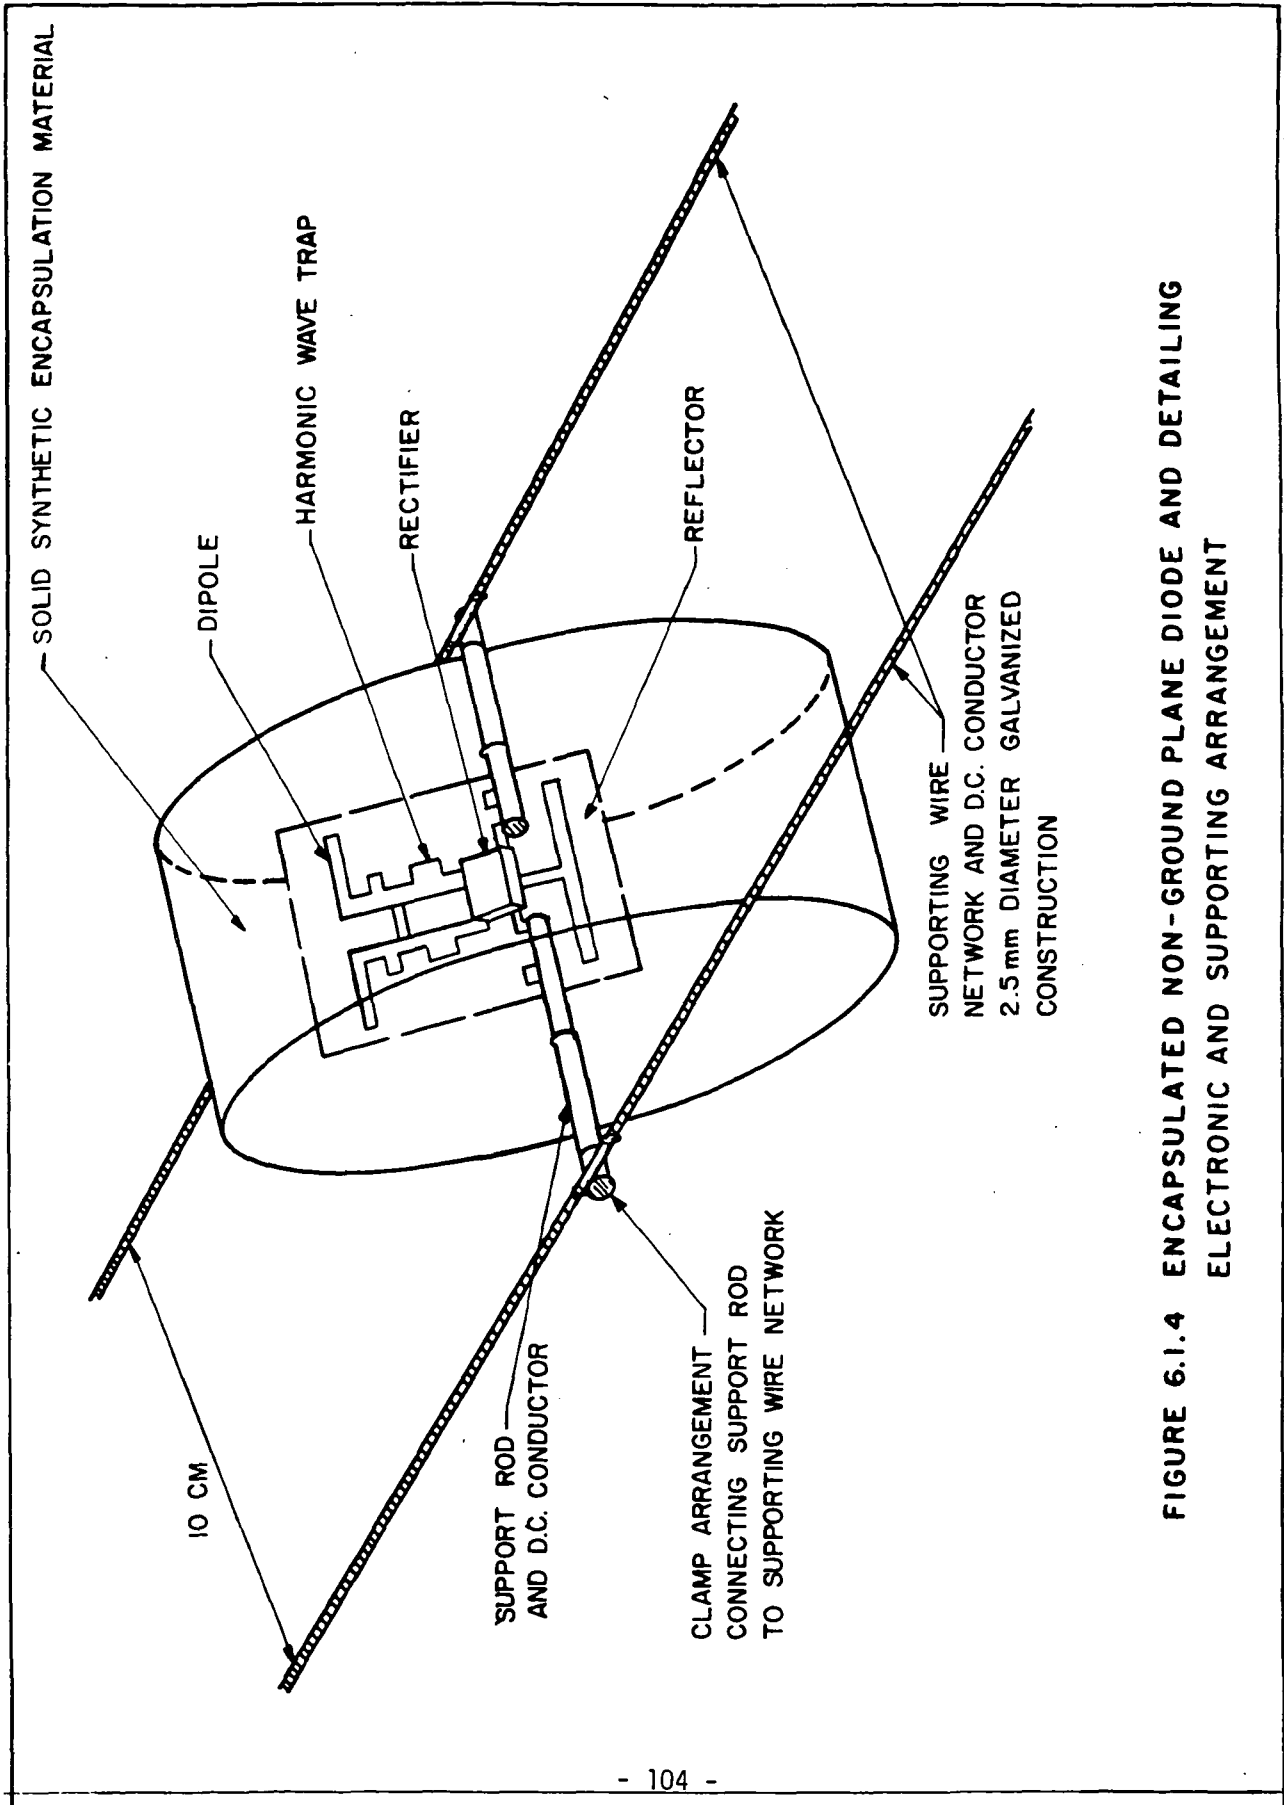 SOLID SYNTHETIC ENCAPSULATION MATERIAL
DIPOLE
HARMONIC WAVE TRAP
RECTIFIER
REFLECTOR
10 CM
SUPPORT ROD
AND D.C. CONDUCTOR
CLAMP ARRANGEMENT
CONNECTING SUPPORT ROD
TO SUPPORTING WIRE NETWORK
SUPPORTING WIRE
NETWORK AND D.C. CONDUCTOR
2.5 mm DIAMETER GALVANIZED
CONSTRUCTION
FIGURE 6.1.4 ENCAPSULATED NON-GROUND PLANE DIODE AND DETAILING
ELECTRONIC AND SUPPORTING ARRANGEMENT
- 104 -